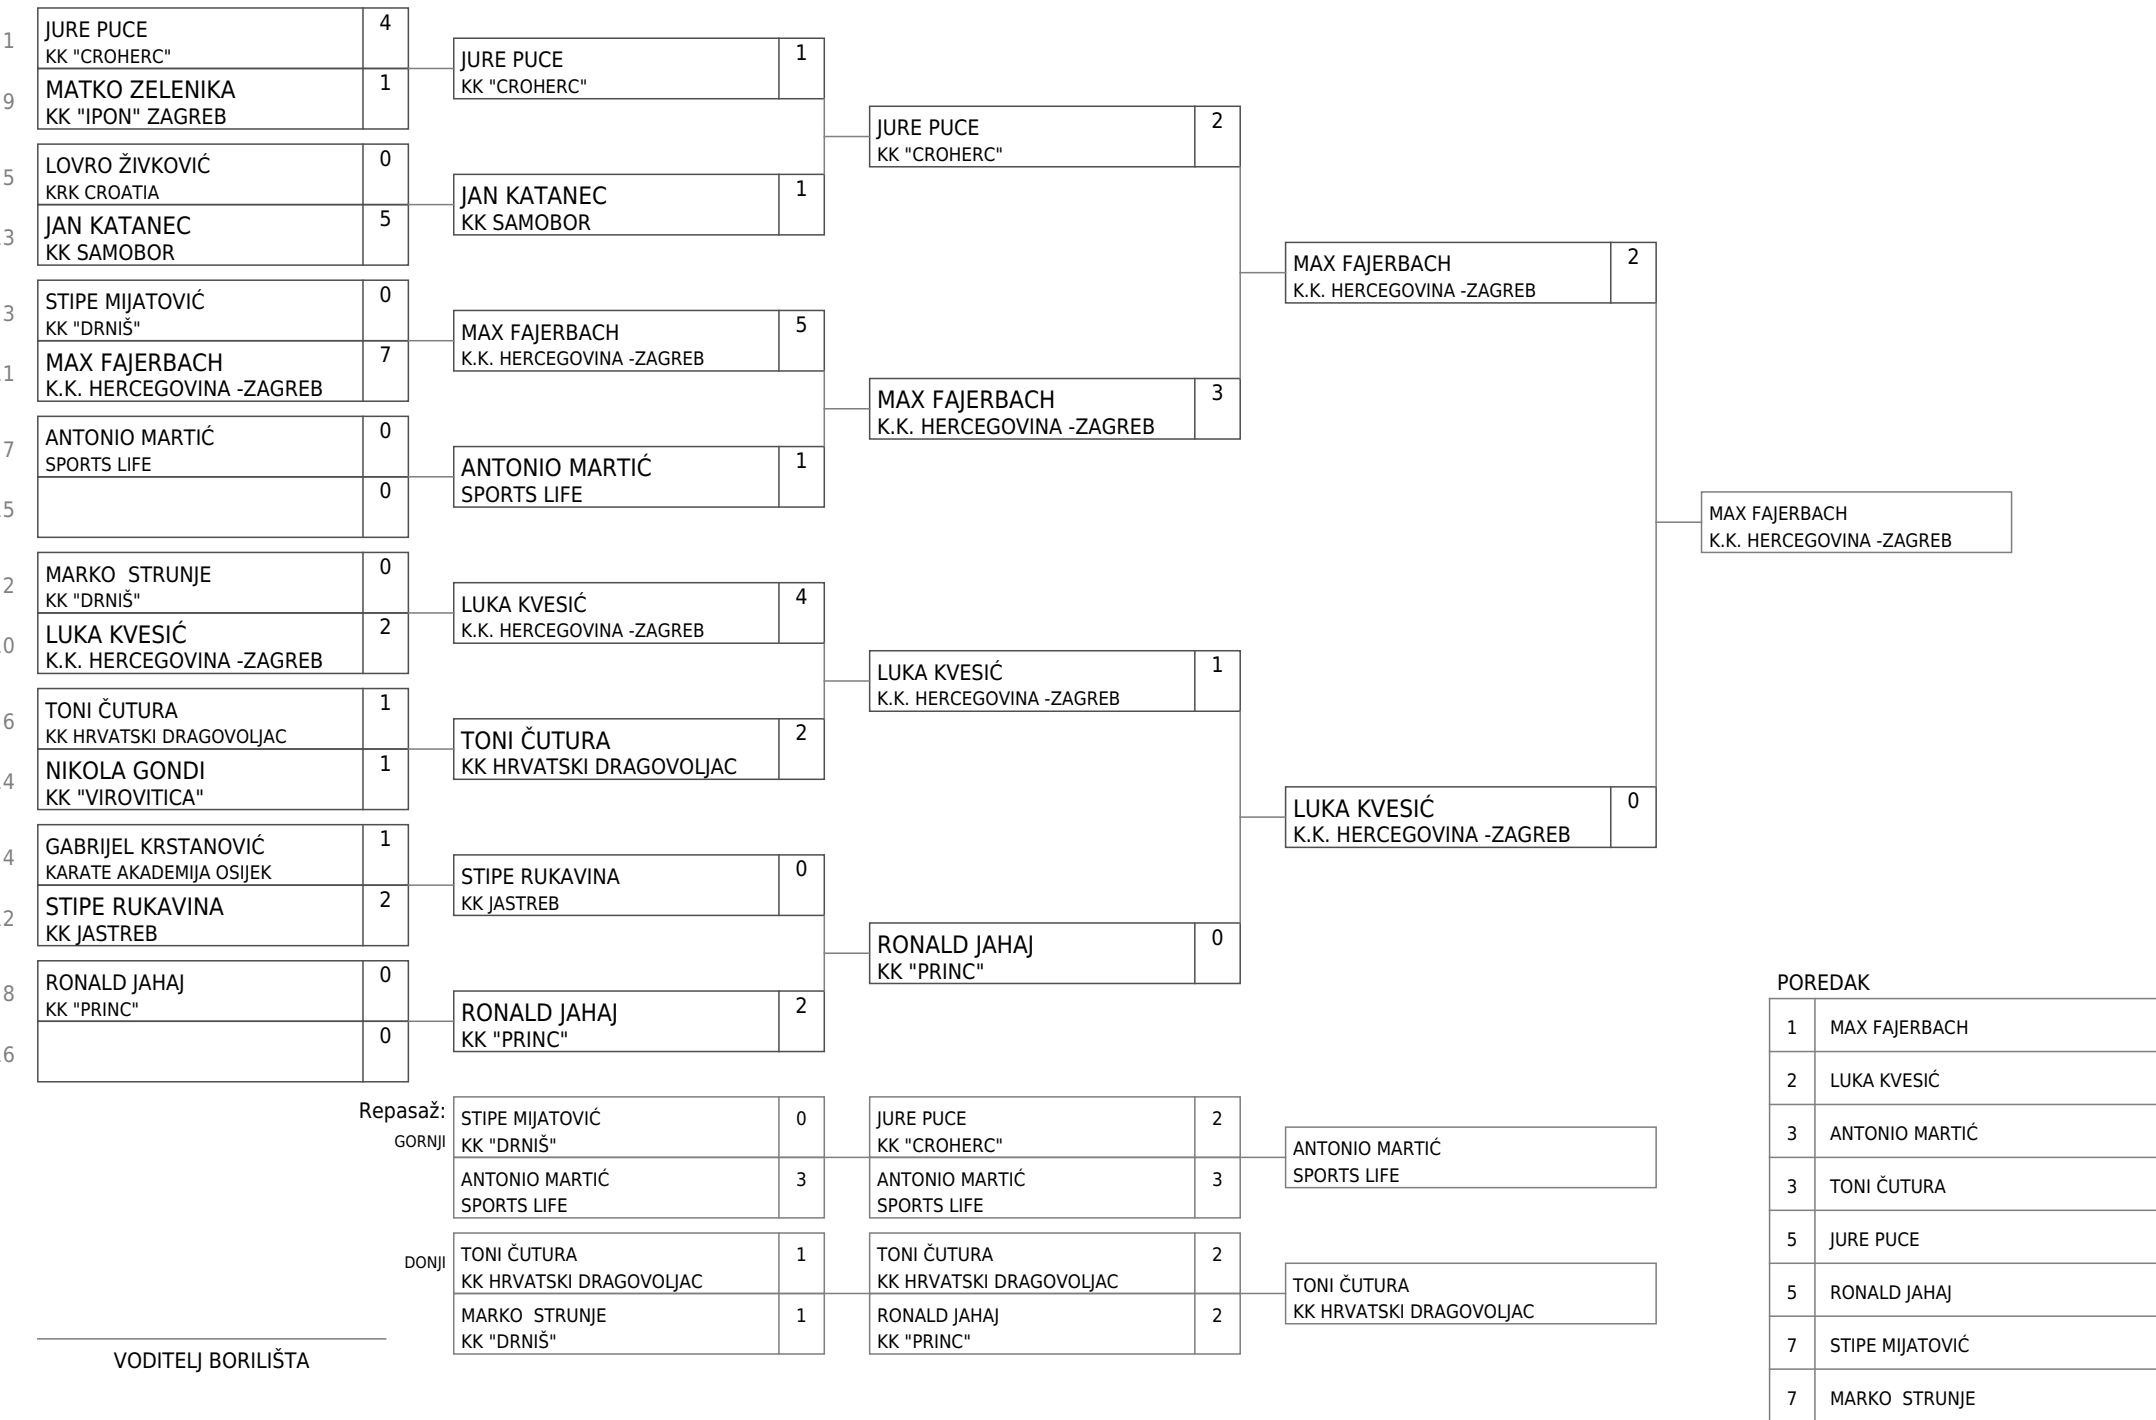 1
JURE PUCE
KK "CROHERC"
4
9
MATKO ZELENIKA
KK "IPON" ZAGREB
1
5
LOVRO ŽIVKOVIĆ
KRK CROATIA
0
3
JAN KATANEC
KK SAMOBOR
5
3
STIPE MIJATOVIĆ
KK "DRNIŠ"
0
1
MAX FAJERBACH
K.K. HERCEGOVINA -ZAGREB
7
7
ANTONIO MARTIĆ
SPORTS LIFE
0
5
0
2
MARKO  STRUNJE
KK "DRNIŠ"
0
0
LUKA KVESIĆ
K.K. HERCEGOVINA -ZAGREB
2
6
TONI ČUTURA
KK HRVATSKI DRAGOVOLJAC
1
4
NIKOLA GONDI
KK "VIROVITICA"
1
4
GABRIJEL KRSTANOVIĆ
KARATE AKADEMIJA OSIJEK
1
2
STIPE RUKAVINA
KK JASTREB
2
8
RONALD JAHAJ
KK "PRINC"
0
6
0
JURE PUCE
KK "CROHERC"
1
JAN KATANEC
KK SAMOBOR
1
MAX FAJERBACH
K.K. HERCEGOVINA -ZAGREB
5
ANTONIO MARTIĆ
SPORTS LIFE
1
LUKA KVESIĆ
K.K. HERCEGOVINA -ZAGREB
4
TONI ČUTURA
KK HRVATSKI DRAGOVOLJAC
2
STIPE RUKAVINA
KK JASTREB
0
RONALD JAHAJ
KK "PRINC"
2
JURE PUCE
KK "CROHERC"
2
MAX FAJERBACH
K.K. HERCEGOVINA -ZAGREB
3
LUKA KVESIĆ
K.K. HERCEGOVINA -ZAGREB
1
RONALD JAHAJ
KK "PRINC"
0
MAX FAJERBACH
K.K. HERCEGOVINA -ZAGREB
2
LUKA KVESIĆ
K.K. HERCEGOVINA -ZAGREB
0
MAX FAJERBACH
K.K. HERCEGOVINA -ZAGREB
Repasaž:
GORNJI
STIPE MIJATOVIĆ
KK "DRNIŠ"
0
ANTONIO MARTIĆ
SPORTS LIFE
3
JURE PUCE
KK "CROHERC"
2
ANTONIO MARTIĆ
SPORTS LIFE
3
ANTONIO MARTIĆ
SPORTS LIFE
DONJI
TONI ČUTURA
KK HRVATSKI DRAGOVOLJAC
1
MARKO  STRUNJE
KK "DRNIŠ"
1
TONI ČUTURA
KK HRVATSKI DRAGOVOLJAC
2
RONALD JAHAJ
KK "PRINC"
2
TONI ČUTURA
KK HRVATSKI DRAGOVOLJAC
VODITELJ BORILIŠTA
POREDAK
1 MAX FAJERBACH
2 LUKA KVESIĆ
3 ANTONIO MARTIĆ
3 TONI ČUTURA
5 JURE PUCE
5 RONALD JAHAJ
7 STIPE MIJATOVIĆ
7 MARKO  STRUNJE